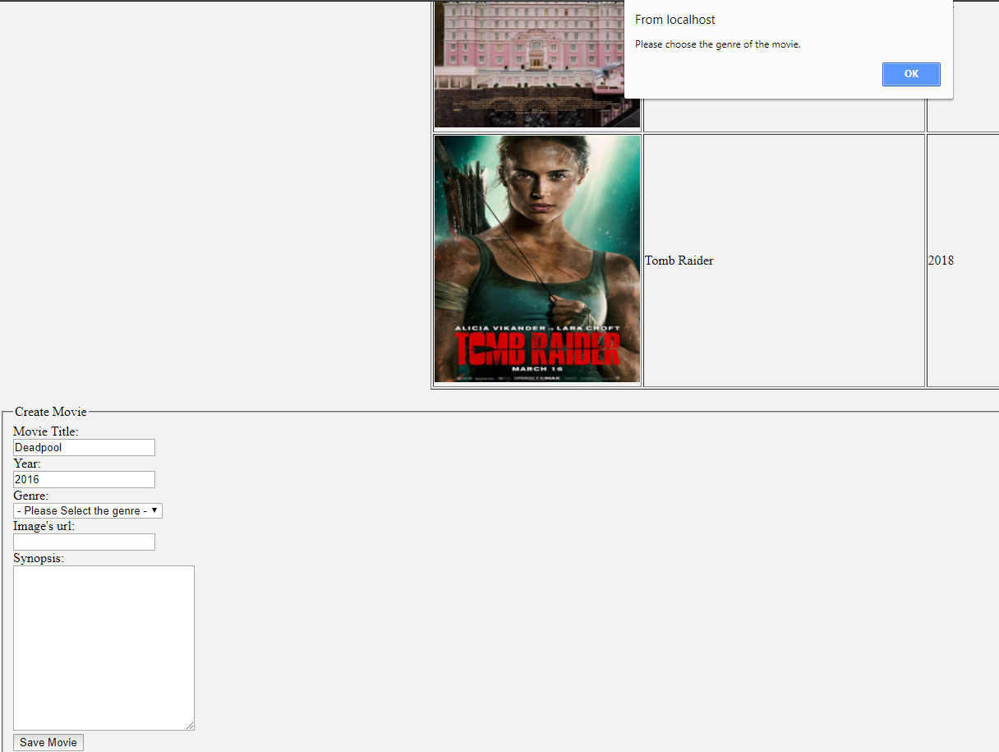 From localhost
Please choose the genre of the movie.
OK
ALICIA VIKANDER IS LARA CROFT
TOMB RAIDER
MARCH 16
Tomb Raider
2018
Create Movie
Movie Title:
Deadpool
Year:
2016
Genre:
- Please Select the genre -
Image's url:
Synopsis:
Save Movie